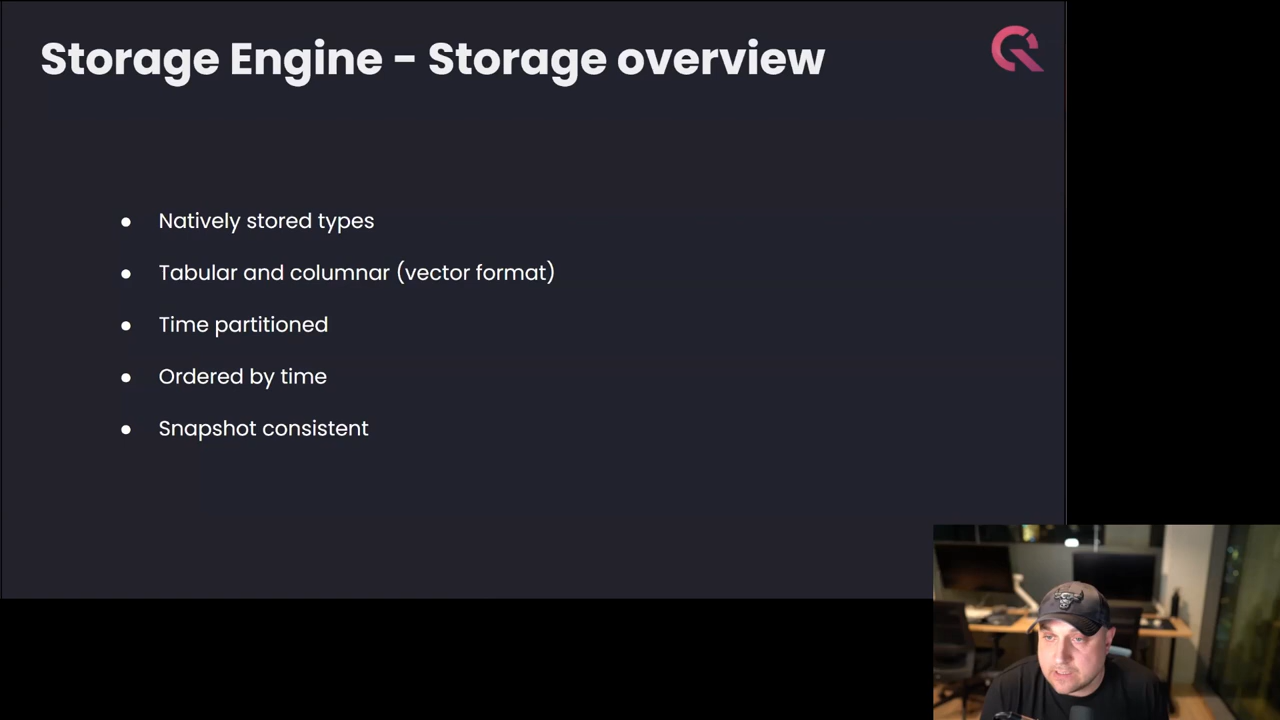 Storage Engine - Storage overview
● Natively stored types
● Tabular and columnar (vector format)
● Time partitioned
● Ordered by time
● Snapshot consistent